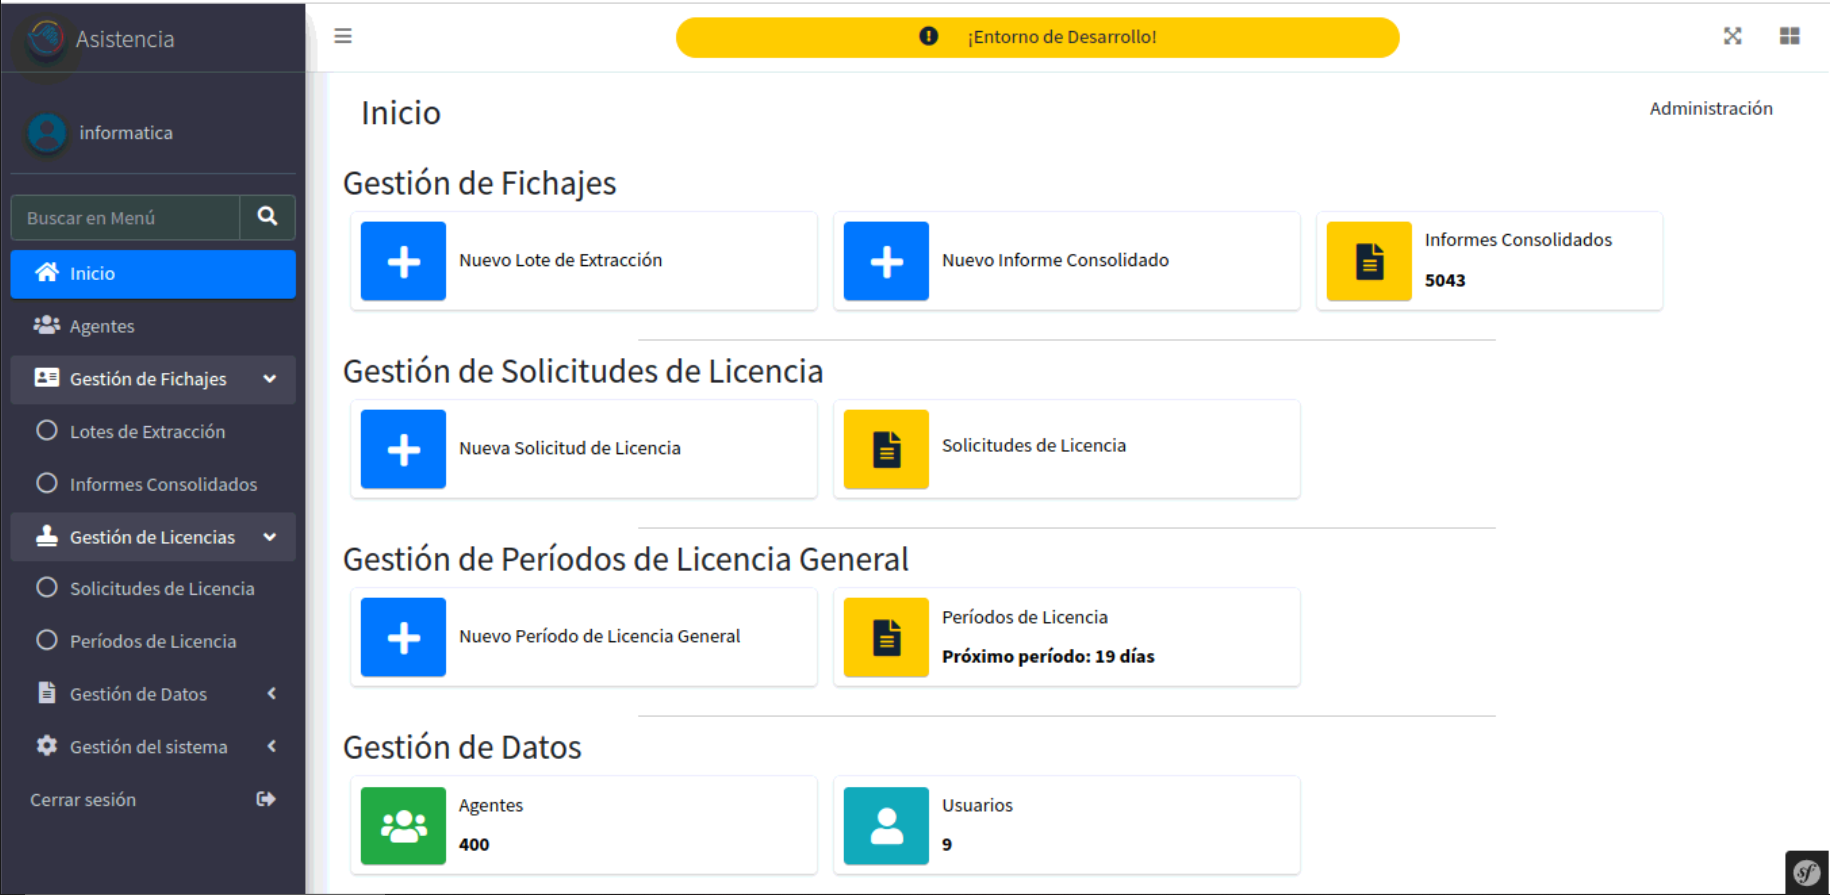 Asistencia
informatica
Buscar en Menú
Inicio
Agentes
Gestión de Fichajes
Lotes de Extracción
Informes Consolidados
Gestión de Licencias
Solicitudes de Licencia
Períodos de Licencia
Gestión de Datos
Gestión del sistema
Cerrar sesión
¡Entorno de Desarrollo!
Inicio
Administración
Gestión de Fichajes
Nuevo Lote de Extracción
Nuevo Informe Consolidado
Informes Consolidados
5043
Gestión de Solicitudes de Licencia
Nueva Solicitud de Licencia
Solicitudes de Licencia
Gestión de Períodos de Licencia General
Nuevo Período de Licencia General
Períodos de Licencia
Próximo período: 19 días
Gestión de Datos
Agentes
400
Usuarios
9
sf